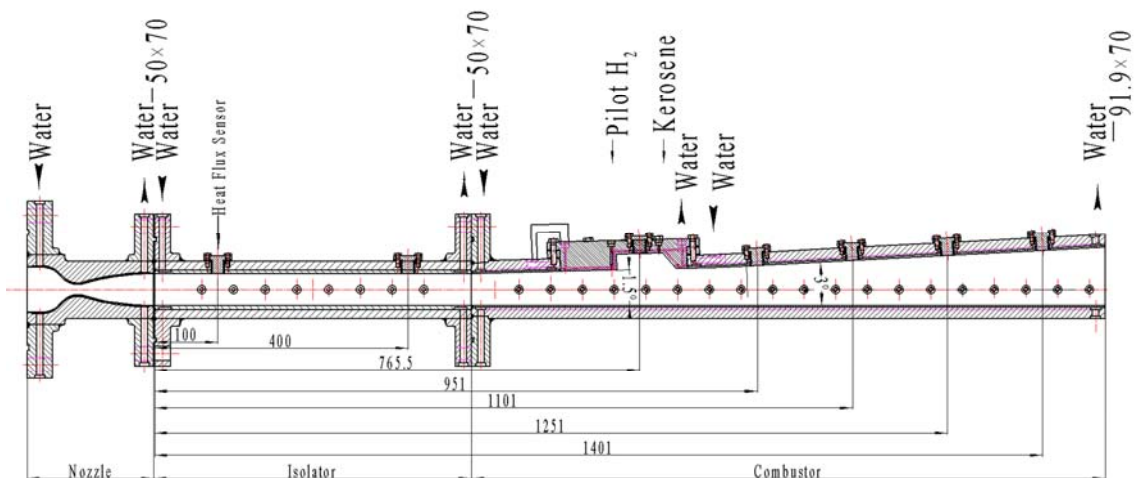 Water
Water
50×70
Water
Heat Flux Sensor
Water
50×70
Water
Pilot H₂
Kerosene
Water
Water
Water
91.9×70
1.5°
3°
100
400
765.5
951
1101
1251
1401
Nozzle
Isolator
Combustor